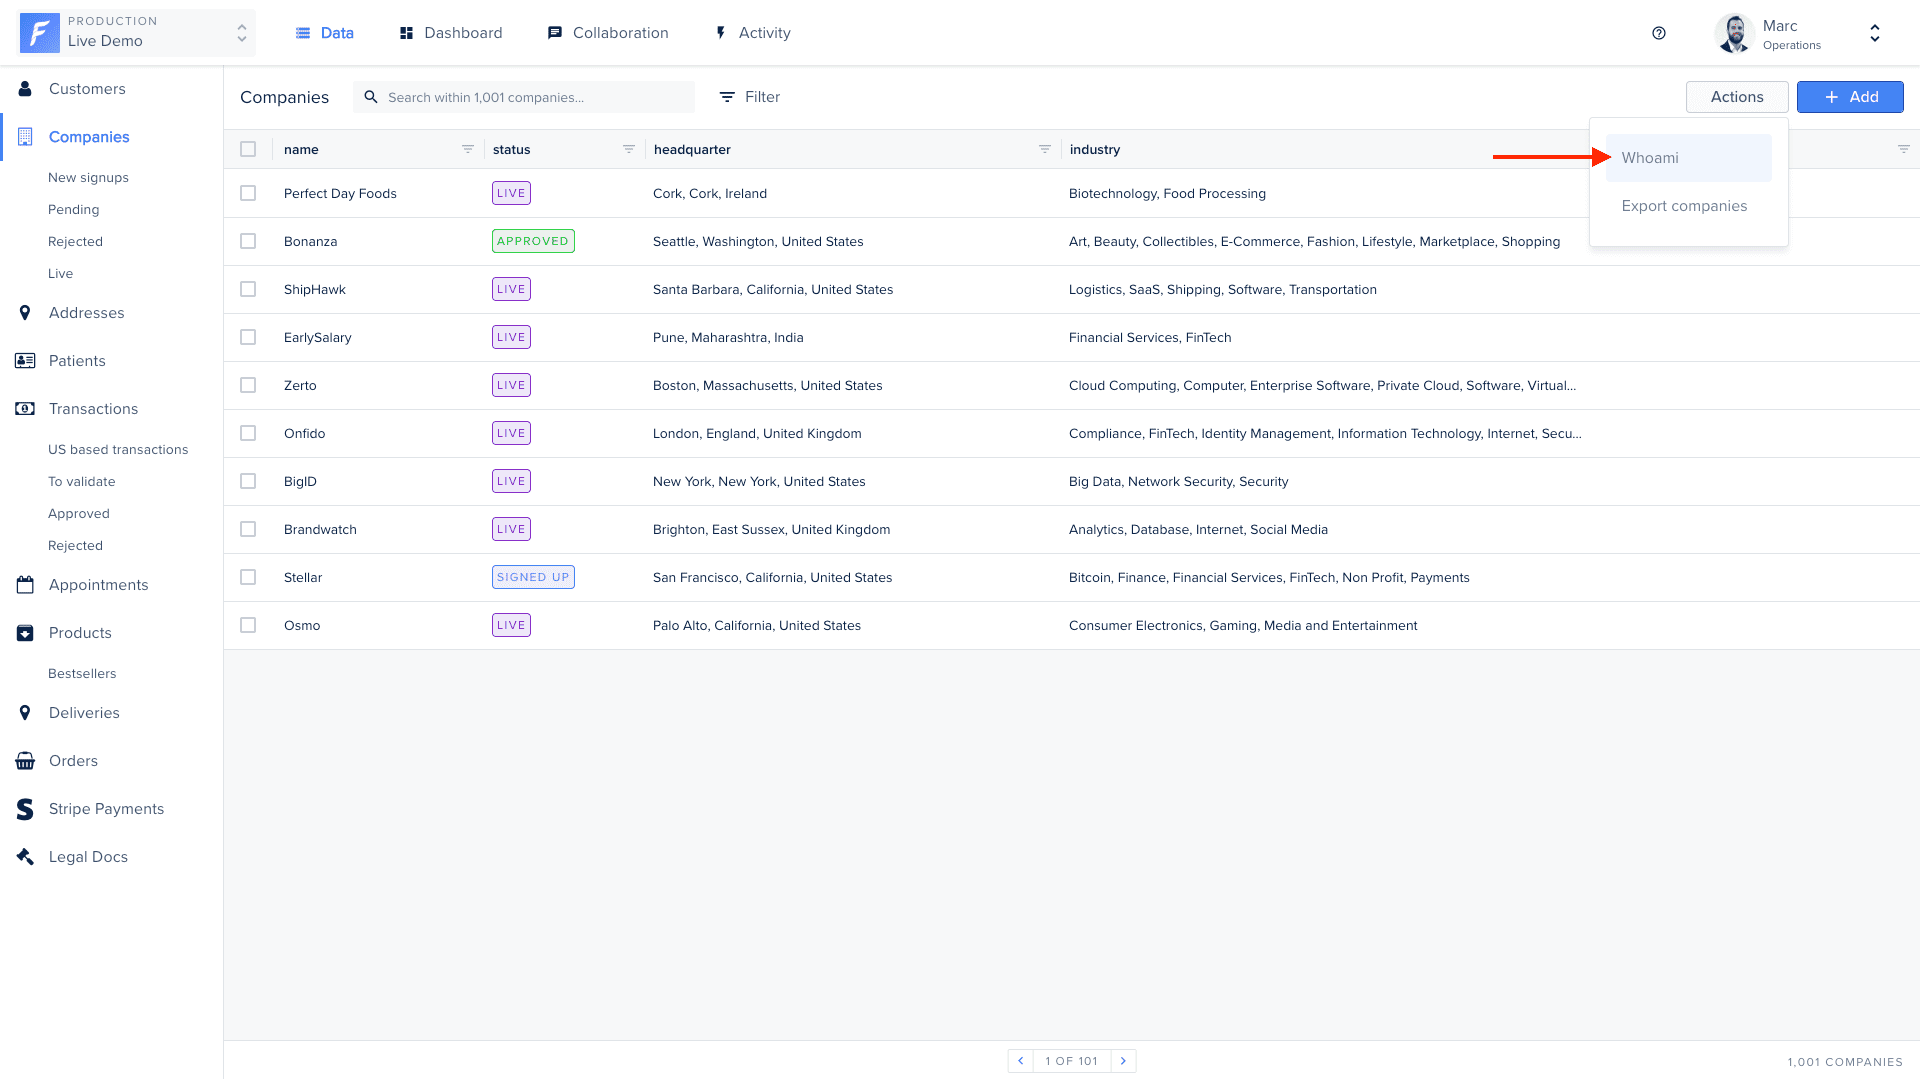 PRODUCTION
Live Demo
Data
Dashboard
Collaboration
Activity
Marc
Operations
Customers
Companies
New signups
Pending
Rejected
Live
Addresses
Patients
Transactions
US based transactions
To validate
Approved
Rejected
Appointments
Products
Bestsellers
Deliveries
Orders
Stripe Payments
Legal Docs
Companies
Search within 1,001 companies...
Filter
Actions
+ Add
Whoami
Export companies
name status headquarter industry
Perfect Day Foods LIVE Cork, Cork, Ireland Biotechnology, Food Processing
Bonanza APPROVED Seattle, Washington, United States Art, Beauty, Collectibles, E-Commerce, Fashion, Lifestyle, Marketplace, Shopping
ShipHawk LIVE Santa Barbara, California, United States Logistics, SaaS, Shipping, Software, Transportation
EarlySalary LIVE Pune, Maharashtra, India Financial Services, FinTech
Zerto LIVE Boston, Massachusetts, United States Cloud Computing, Computer, Enterprise Software, Private Cloud, Software, Virtual...
Onfido LIVE London, England, United Kingdom Compliance, FinTech, Identity Management, Information Technology, Internet, Secu...
BigID LIVE New York, New York, United States Big Data, Network Security, Security
Brandwatch LIVE Brighton, East Sussex, United Kingdom Analytics, Database, Internet, Social Media
Stellar SIGNED UP San Francisco, California, United States Bitcoin, Finance, Financial Services, FinTech, Non Profit, Payments
Osmo LIVE Palo Alto, California, United States Consumer Electronics, Gaming, Media and Entertainment
1 OF 101
1,001 COMPANIES